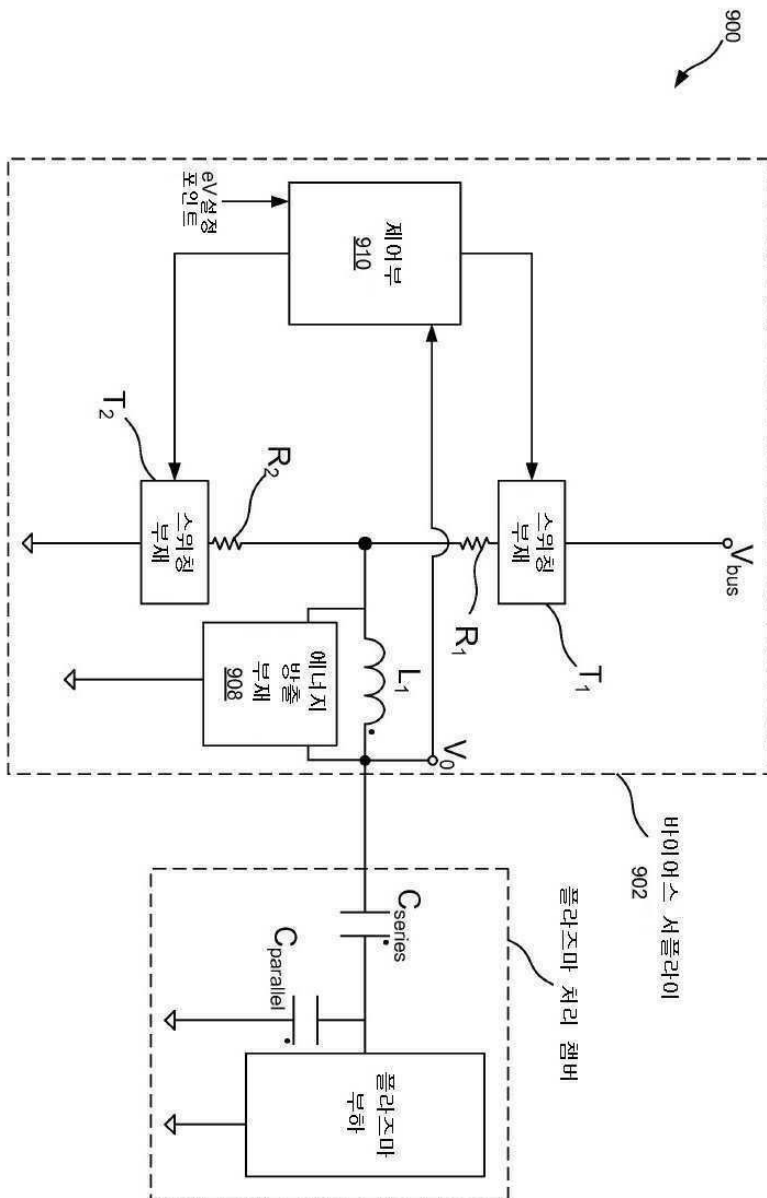 900
바이어스 서플라이
902
V_bus
T_1
스위칭
부재
R_1
V_0
제어부
910
eV설정
포인트
L_1
에너지
방출
부재
908
R_2
T_2
스위칭
부재
플라즈마 처리 챔버
C_series
C_parallel
플라즈마
부하